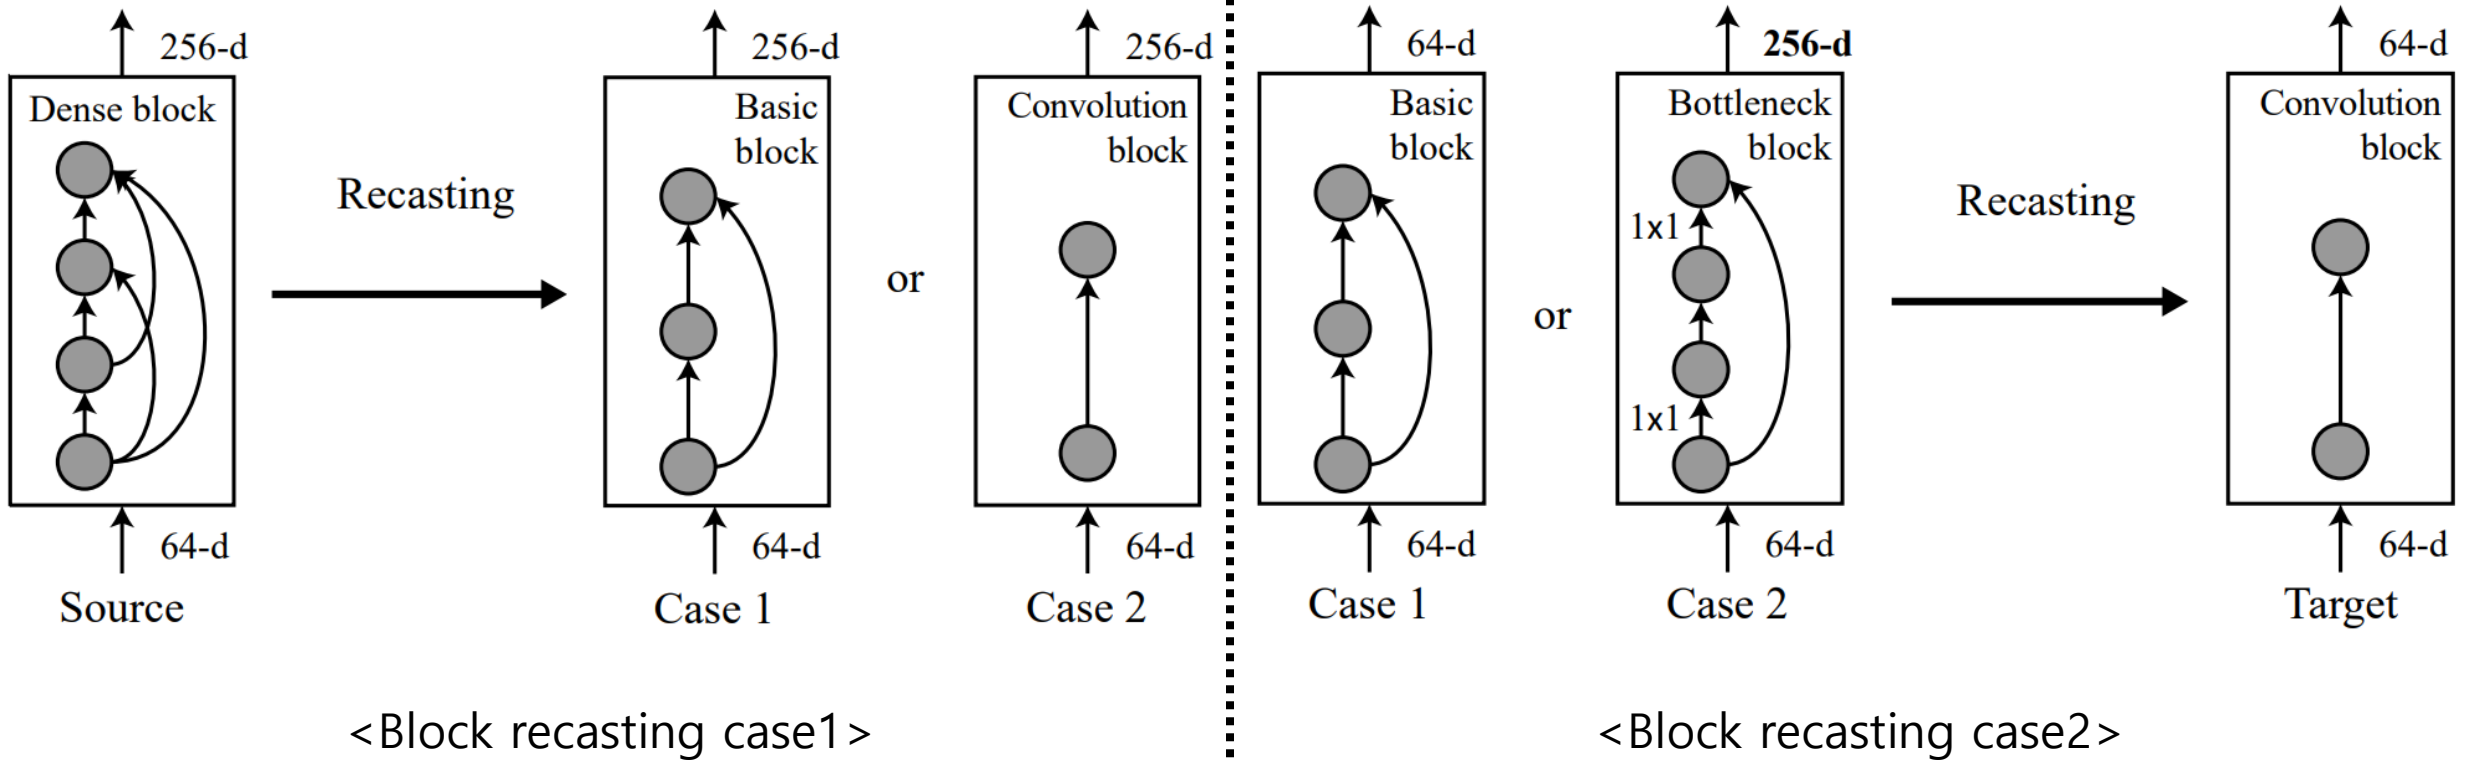 256-d
Dense block
64-d
Source
Recasting
256-d
Basic
block
64-d
Case 1
or
256-d
Convolution
block
64-d
Case 2
<Block recasting case1>
64-d
Basic
block
64-d
Case 1
or
256-d
Bottleneck
block
1x1
1x1
64-d
Case 2
Recasting
64-d
Convolution
block
64-d
Target
<Block recasting case2>